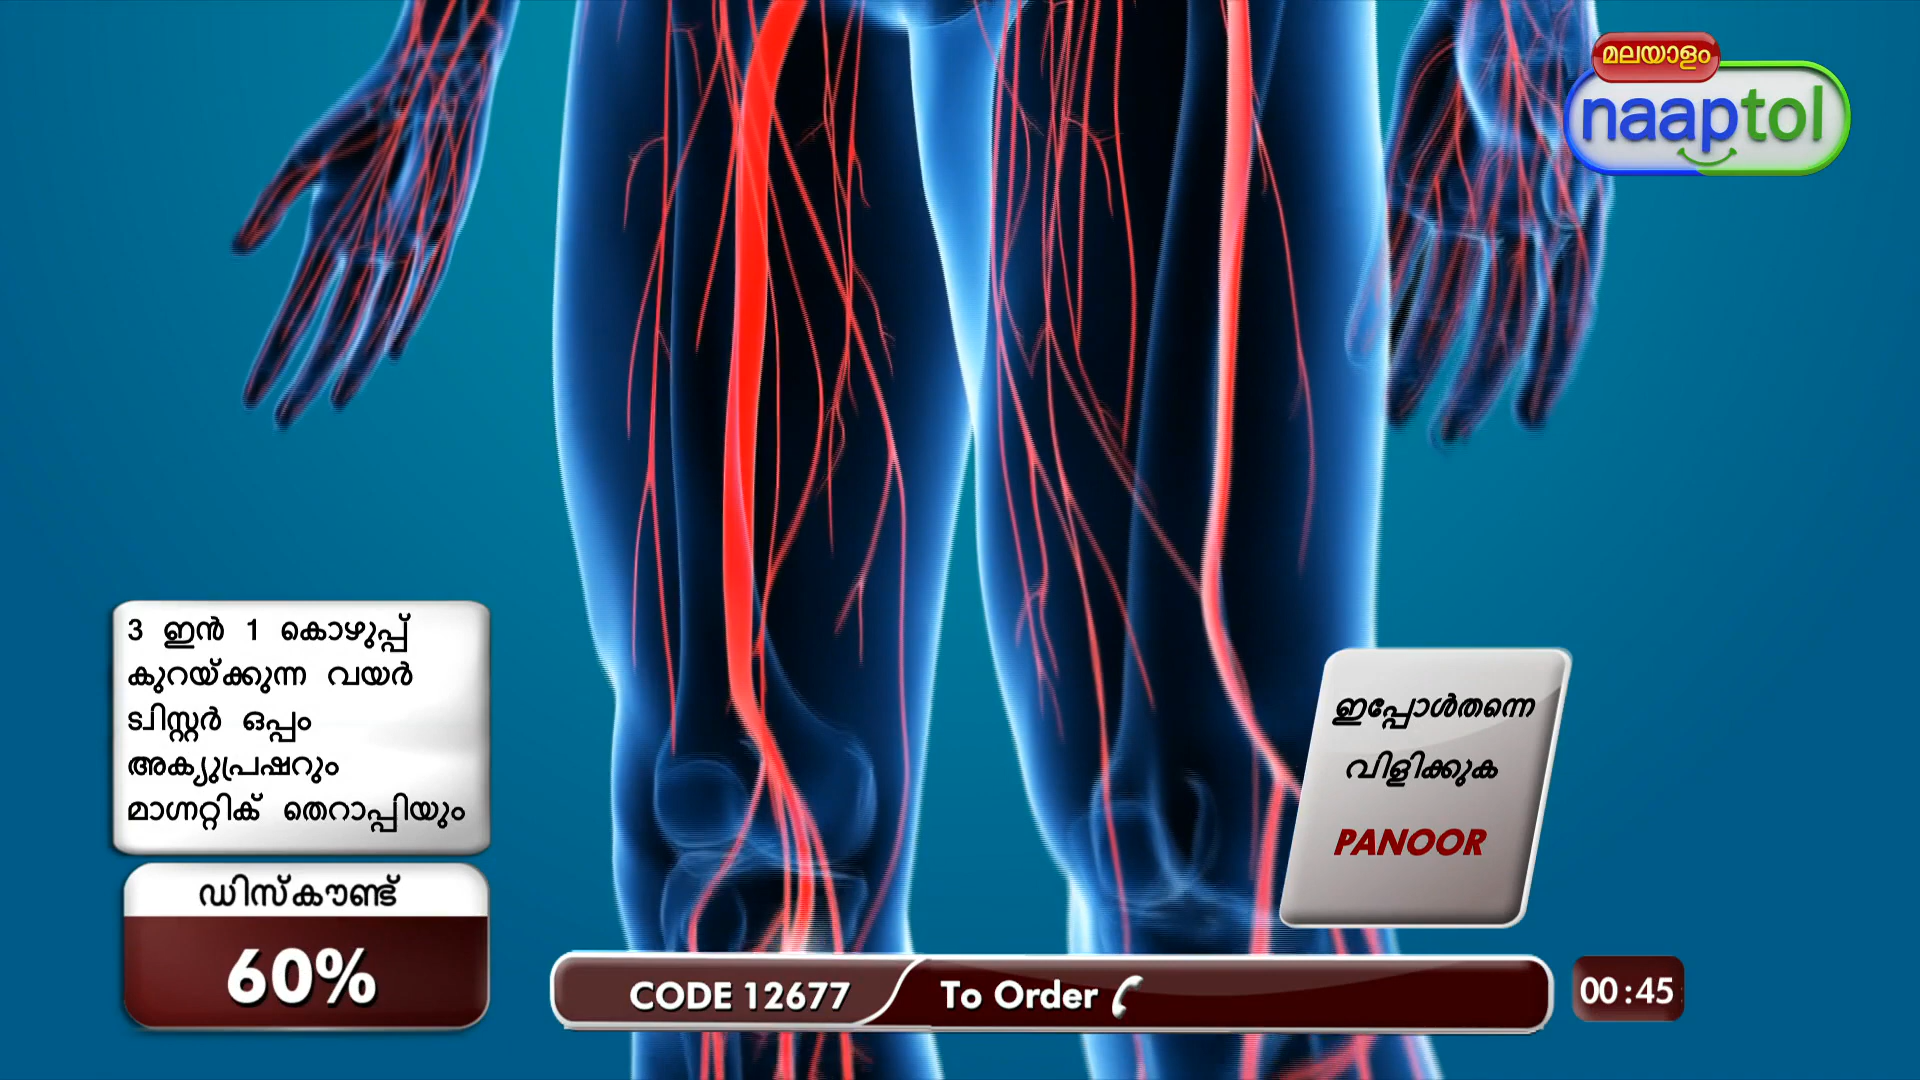 മലയാളം
naaptol
3 ഇൻ 1 കൊഴുപ്പ്
കുറയ്ക്കുന്ന വയർ
ട്വിസ്റ്റർ ഒപ്പം
അക്യുപ്രഷറും
മാഗ്നറ്റിക് തെറാപ്പിയും
ഡിസ്കൗണ്ട്
60%
ഇപ്പോൾതന്നെ
വിളിക്കുക
PANOOR
CODE 12677 To Order
00:45